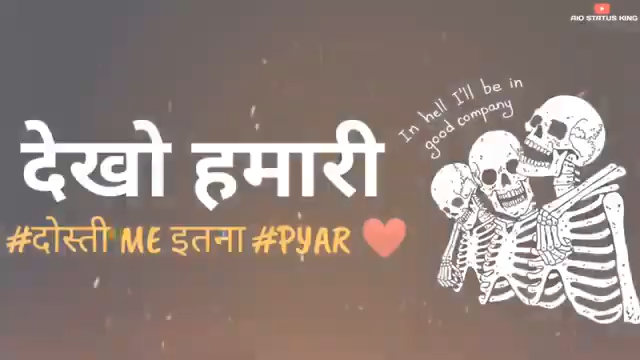 AIO STATUS KING
In hell I'll be in
good company
देखो हमारी
#दोस्ती ME इतना #PYAR